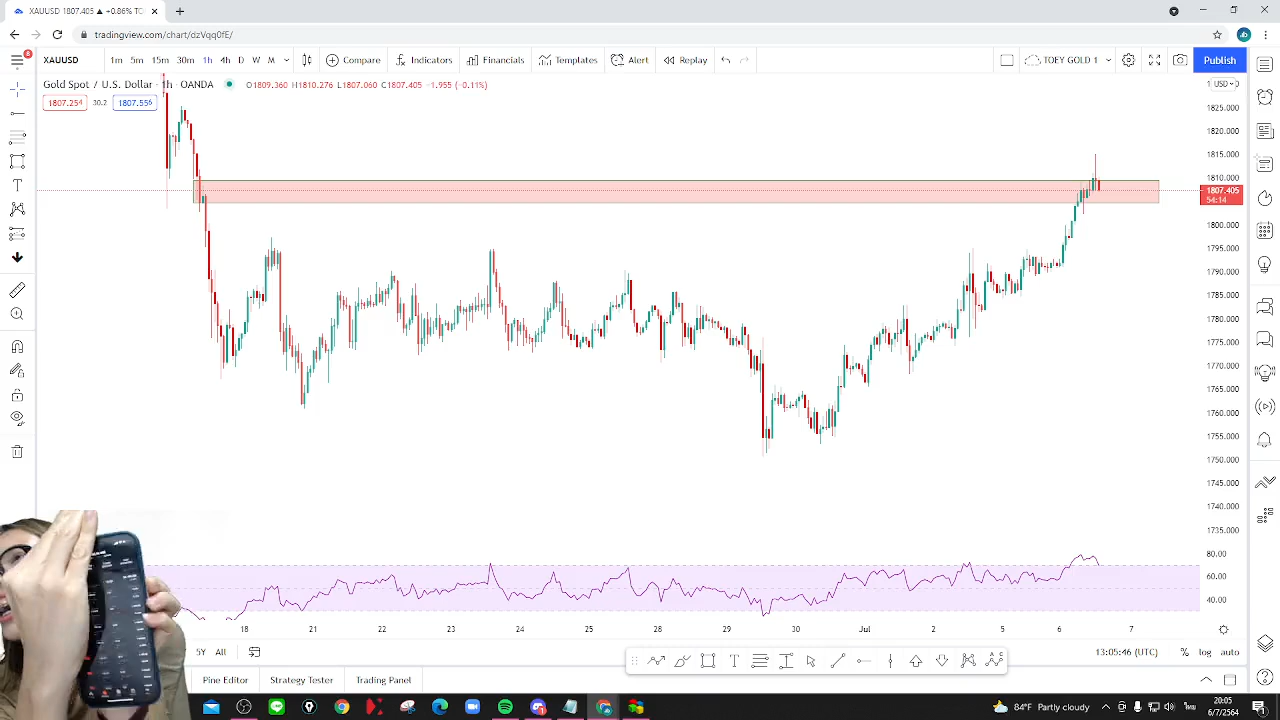 XAUUSD 1807.405 ▲ +0.86% TC
tradingview.com/chart/dzVqq0fE/
8
XAUUSD 1m 5m 15m 30m 1h 4h D W M Compare Indicators Financials Templates Alert Replay TOEY GOLD 1 Publish
Gold Spot / U.S. Dollar · 1h OANDA O1809.360 H1810.276 L1807.060 C1807.405 −1.955 (−0.11%)
USD
1807.254 30.2 1807.556
1825.000
1820.000
1815.000
1810.000
1807.405
54:14
1800.000
1795.000
1790.000
1785.000
1780.000
1775.000
1770.000
1765.000
1760.000
1755.000
1750.000
1745.000
1740.000
1735.000
80.00
60.00
40.00
18 21 22 23 24 25 28 29 30 Jul 2 5 6 7
5Y All 13:05:46 (UTC) % log auto
Pine Editor Strategy Tester Trading Panel
84°F Partly cloudy
20:05
6/7/2564